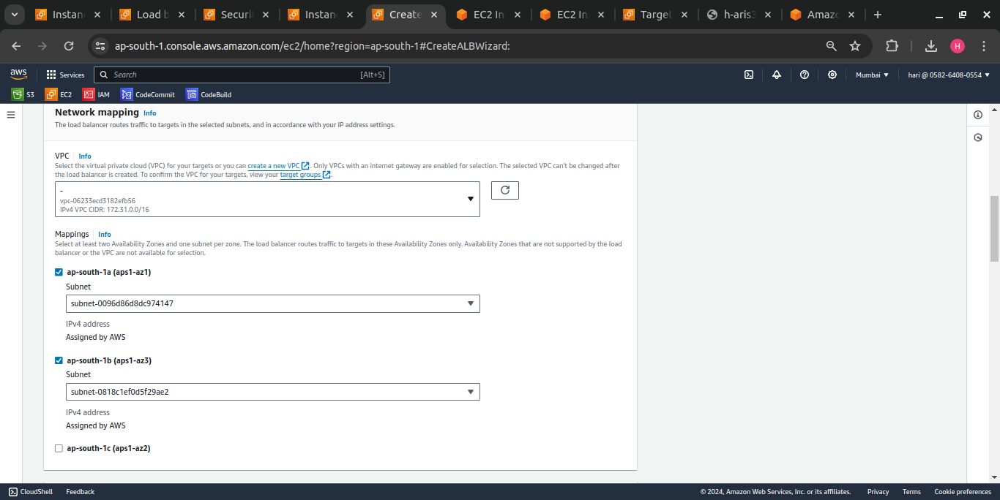 Instan
Load b
Securi
Instan
Create
EC2 In
EC2 In
Target
h-aris
Amazo
ap-south-1.console.aws.amazon.com/ec2/home?region=ap-south-1#CreateALBWizard:
H
aws
Services
Search
[Alt+S]
Mumbai
hari @ 0582-6408-0554
S3
EC2
IAM
CodeCommit
CodeBuild
Network mapping Info
The load balancer routes traffic to targets in the selected subnets, and in accordance with your IP address settings.
VPC Info
Select the virtual private cloud (VPC) for your targets or you can create a new VPC. Only VPCs with an internet gateway are enabled for selection. The selected VPC can't be changed after
the load balancer is created. To confirm the VPC for your targets, view your target groups.
-
vpc-06233ecd3182efb56
IPv4 VPC CIDR: 172.31.0.0/16
Mappings Info
Select at least two Availability Zones and one subnet per zone. The load balancer routes traffic to targets in these Availability Zones only. Availability Zones that are not supported by the load
balancer or the VPC are not available for selection.
ap-south-1a (aps1-az1)
Subnet
subnet-0096d86d8dc974147
IPv4 address
Assigned by AWS
ap-south-1b (aps1-az3)
Subnet
subnet-0818c1ef0d5f29ae2
IPv4 address
Assigned by AWS
ap-south-1c (aps1-az2)
CloudShell
Feedback
© 2024, Amazon Web Services, Inc. or its affiliates.
Privacy
Terms
Cookie preferences